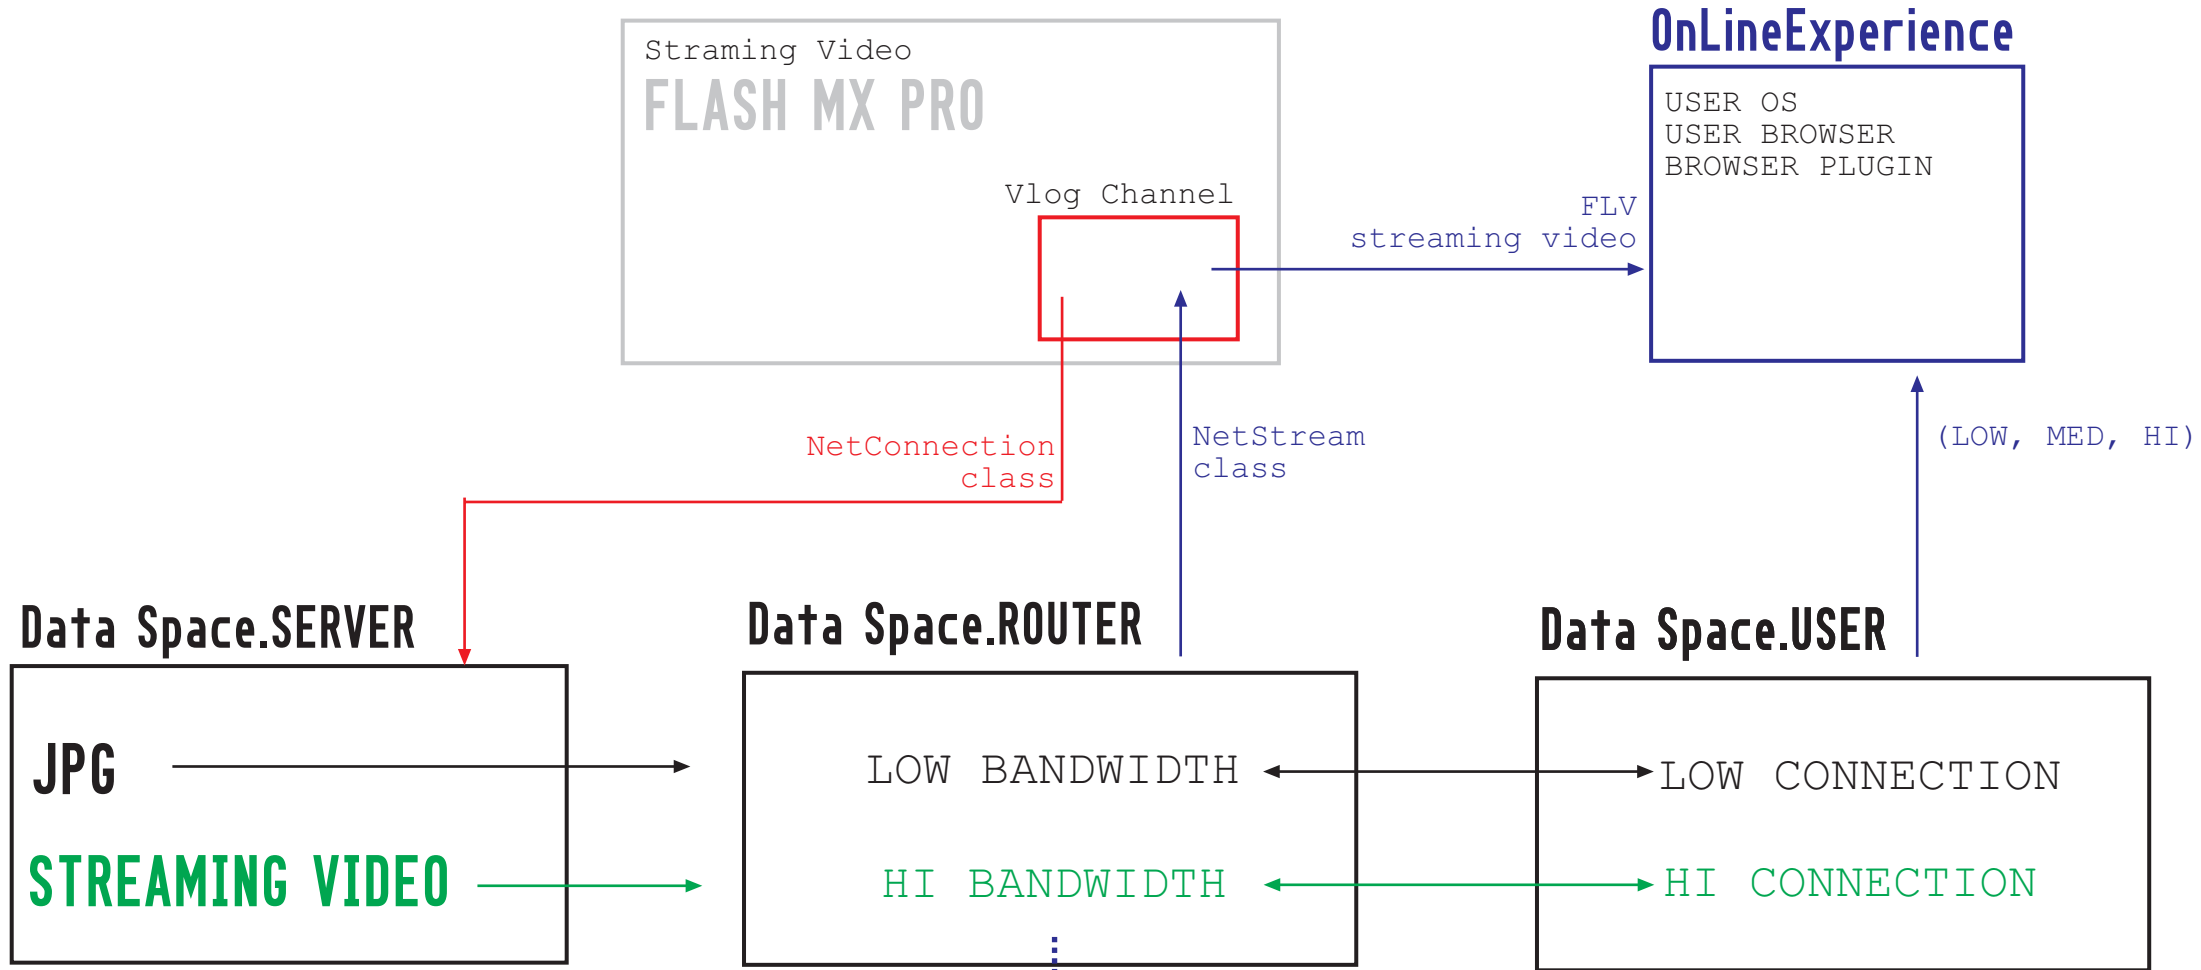 Straming Video
FLASH MX PRO
Vlog Channel
OnLineExperience
USER OS
USER BROWSER
BROWSER PLUGIN
FLV
streaming video
NetConnection
class
NetStream
class
(LOW, MED, HI)
Data Space.SERVER
JPG
STREAMING VIDEO
Data Space.ROUTER
LOW BANDWIDTH
HI BANDWIDTH
Data Space.USER
LOW CONNECTION
HI CONNECTION